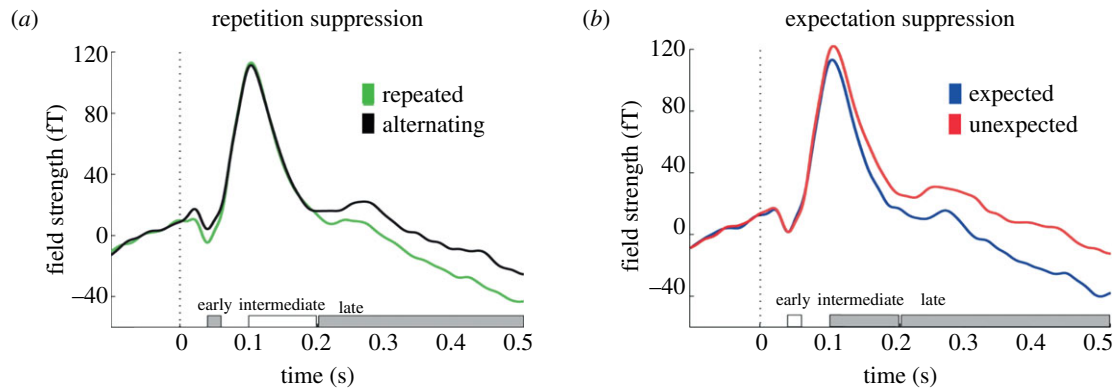 (a) repetition suppression
120
80
40
0
–40
field strength (fT)
repeated
alternating
early intermediate late
0 0.1 0.2 0.3 0.4 0.5
time (s)
(b) expectation suppression
120
80
40
0
–40
field strength (fT)
expected
unexpected
early intermediate late
0 0.1 0.2 0.3 0.4 0.5
time (s)